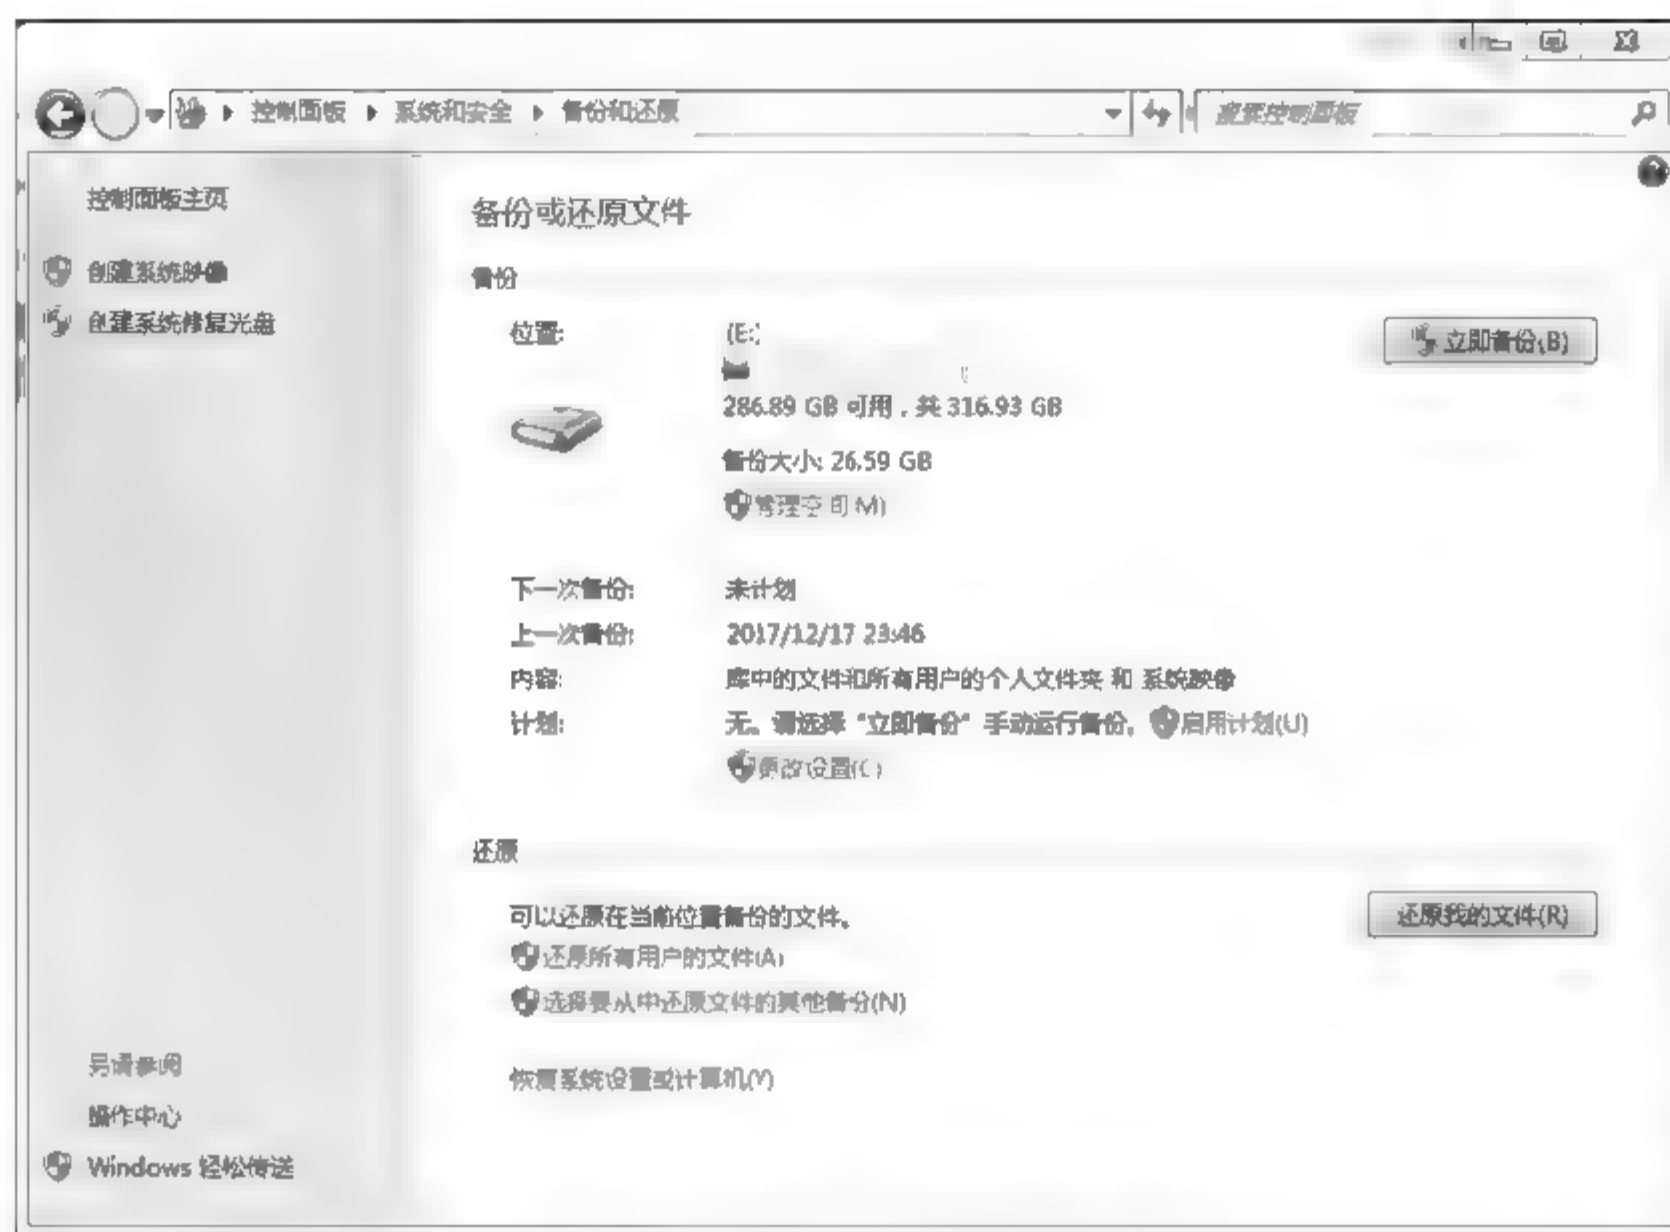 控制面板 系统和安全 备份和还原 搜索控制面板
控制面板主页
创建系统映像
创建系统修复光盘
备份或还原文件
备份
位置: (E:)
立即备份(B)
286.89 GB 可用，共 316.93 GB
备份大小: 26.59 GB
管理空间(M)
下一次备份: 未计划
上一次备份: 2017/12/17 23:46
内容: 库中的文件和所有用户的个人文件夹 和 系统映像
计划: 无。请选择“立即备份”手动运行备份。 启用计划(U)
更改设置(C)
还原
可以还原在当前位置备份的文件。
还原我的文件(R)
还原所有用户的文件(A)
选择要从中还原文件的其他备份(N)
恢复系统设置或计算机(Y)
另请参阅
操作中心
Windows 轻松传送